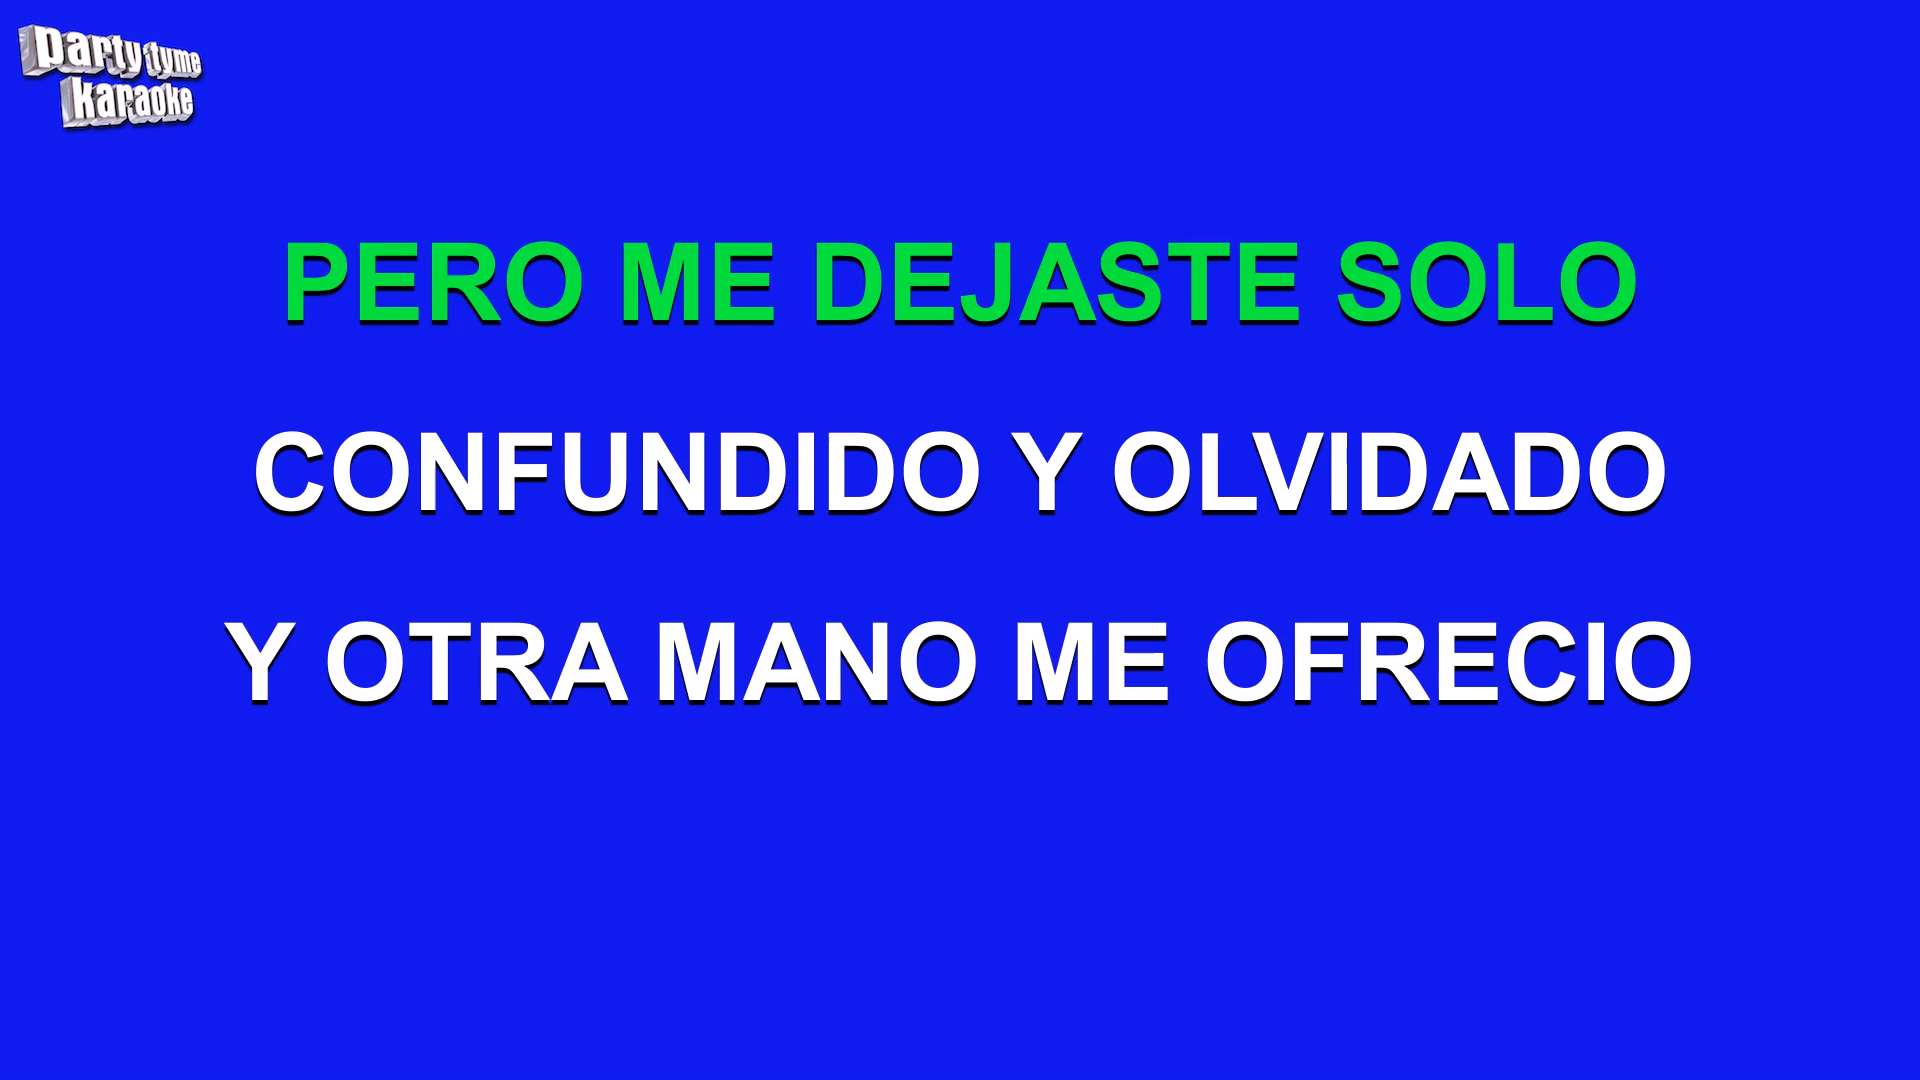 party tyme
karaoke
PERO ME DEJASTE SOLO
CONFUNDIDO Y OLVIDADO
Y OTRA MANO ME OFRECIO